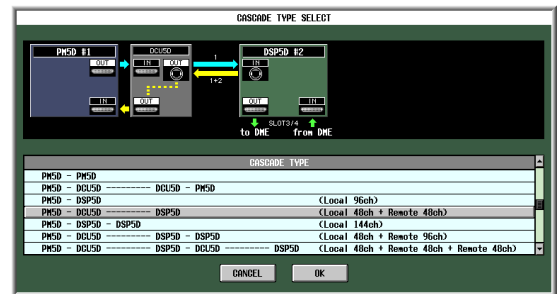 CASCADE TYPE SELECT
PM5D #1
DCU5D
DSP5D #2
OUT
IN
OUT
1
IN
1+2
IN
OUT
OUT
IN
SLOT3/4
to DME
from DME
CASCADE TYPE
PM5D - PM5D
PM5D - DCU5D --------- DCU5D - PM5D
PM5D - DSP5D (Local 96ch)
PM5D - DCU5D --------- DSP5D (Local 48ch + Remote 48ch)
PM5D - DSP5D - DSP5D (Local 144ch)
PM5D - DCU5D --------- DSP5D - DSP5D (Local 48ch + Remote 96ch)
PM5D - DCU5D --------- DSP5D - DCU5D --------- DSP5D (Local 48ch + Remote 48ch + Remote 48ch)
CANCEL
OK